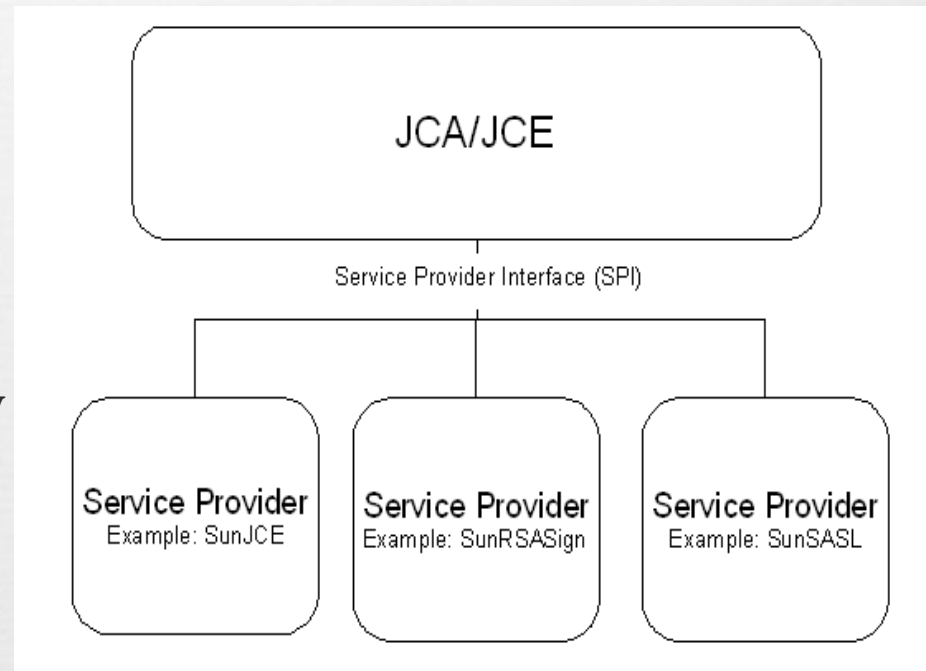 JCA/JCE
Service Provider Interface (SPI)
Service Provider
Example: SunJCE
Service Provider
Example: SunRSASign
Service Provider
Example: SunSASL